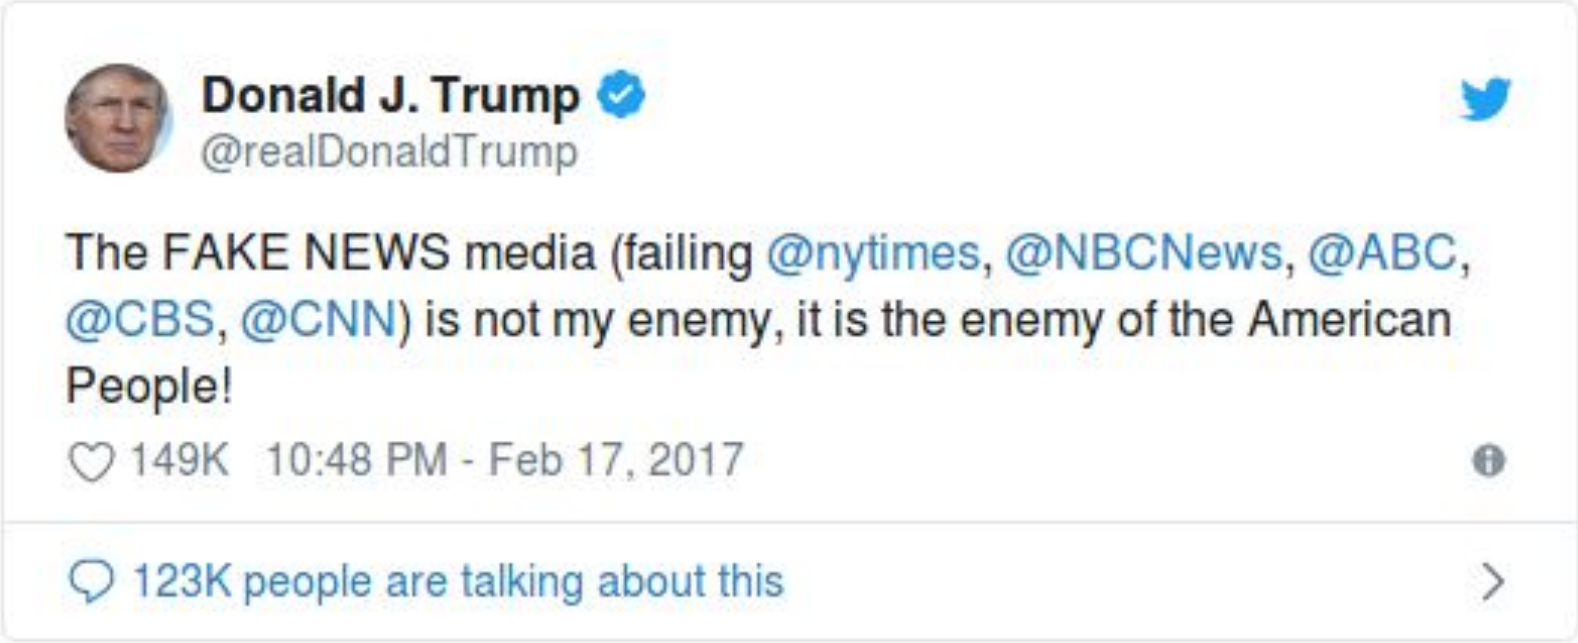 Donald J. Trump
@realDonaldTrump
The FAKE NEWS media (failing @nytimes, @NBCNews, @ABC,
@CBS, @CNN) is not my enemy, it is the enemy of the American
People!
149K 10:48 PM - Feb 17, 2017
123K people are talking about this